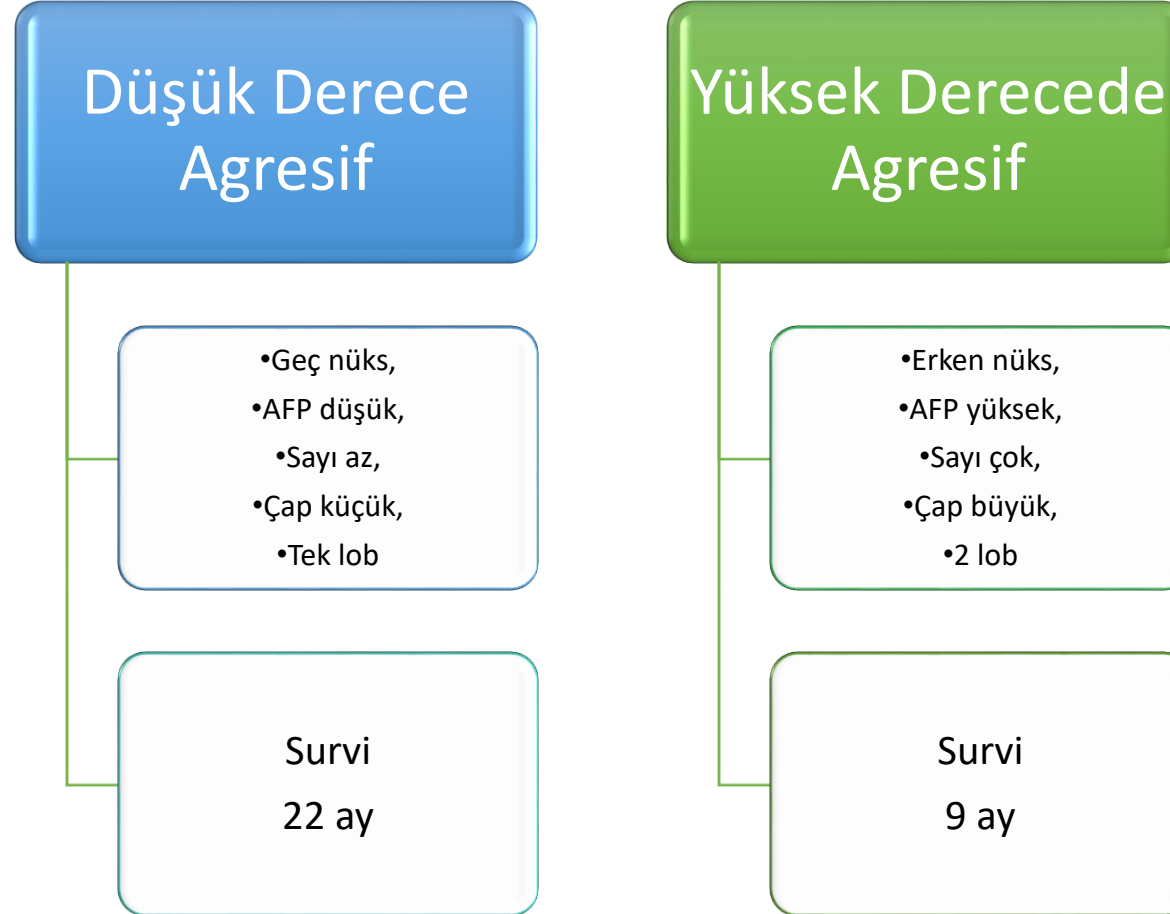 Düşük Derece
Agresif
•Geç nüks,
•AFP düşük,
•Sayı az,
•Çap küçük,
•Tek lob
Survi
22 ay
Yüksek Derecede
Agresif
•Erken nüks,
•AFP yüksek,
•Sayı çok,
•Çap büyük,
•2 lob
Survi
9 ay